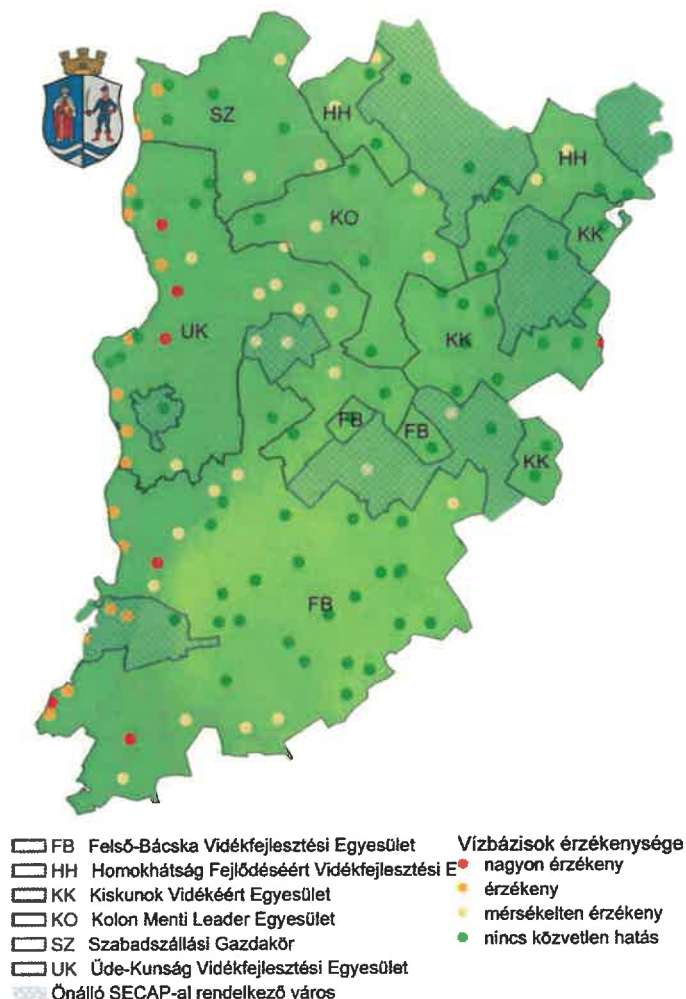 SZ
HH
HH
KO
KK
UK
KK
FB
FB
KK
FB
FB Felső-Bácska Vidékfejlesztési Egyesület
HH Homokhátság Fejlődéséért Vidékfejlesztési E
KK Kiskunok Vidékéért Egyesület
KO Kolon Menti Leader Egyesület
SZ Szabadszállási Gazdakör
UK Üde-Kunság Vidékfejlesztési Egyesület
Önálló SECAP-al rendelkező város
Vízbázisok érzékenysége
nagyon érzékeny
érzékeny
mérsékelten érzékeny
nincs közvetlen hatás